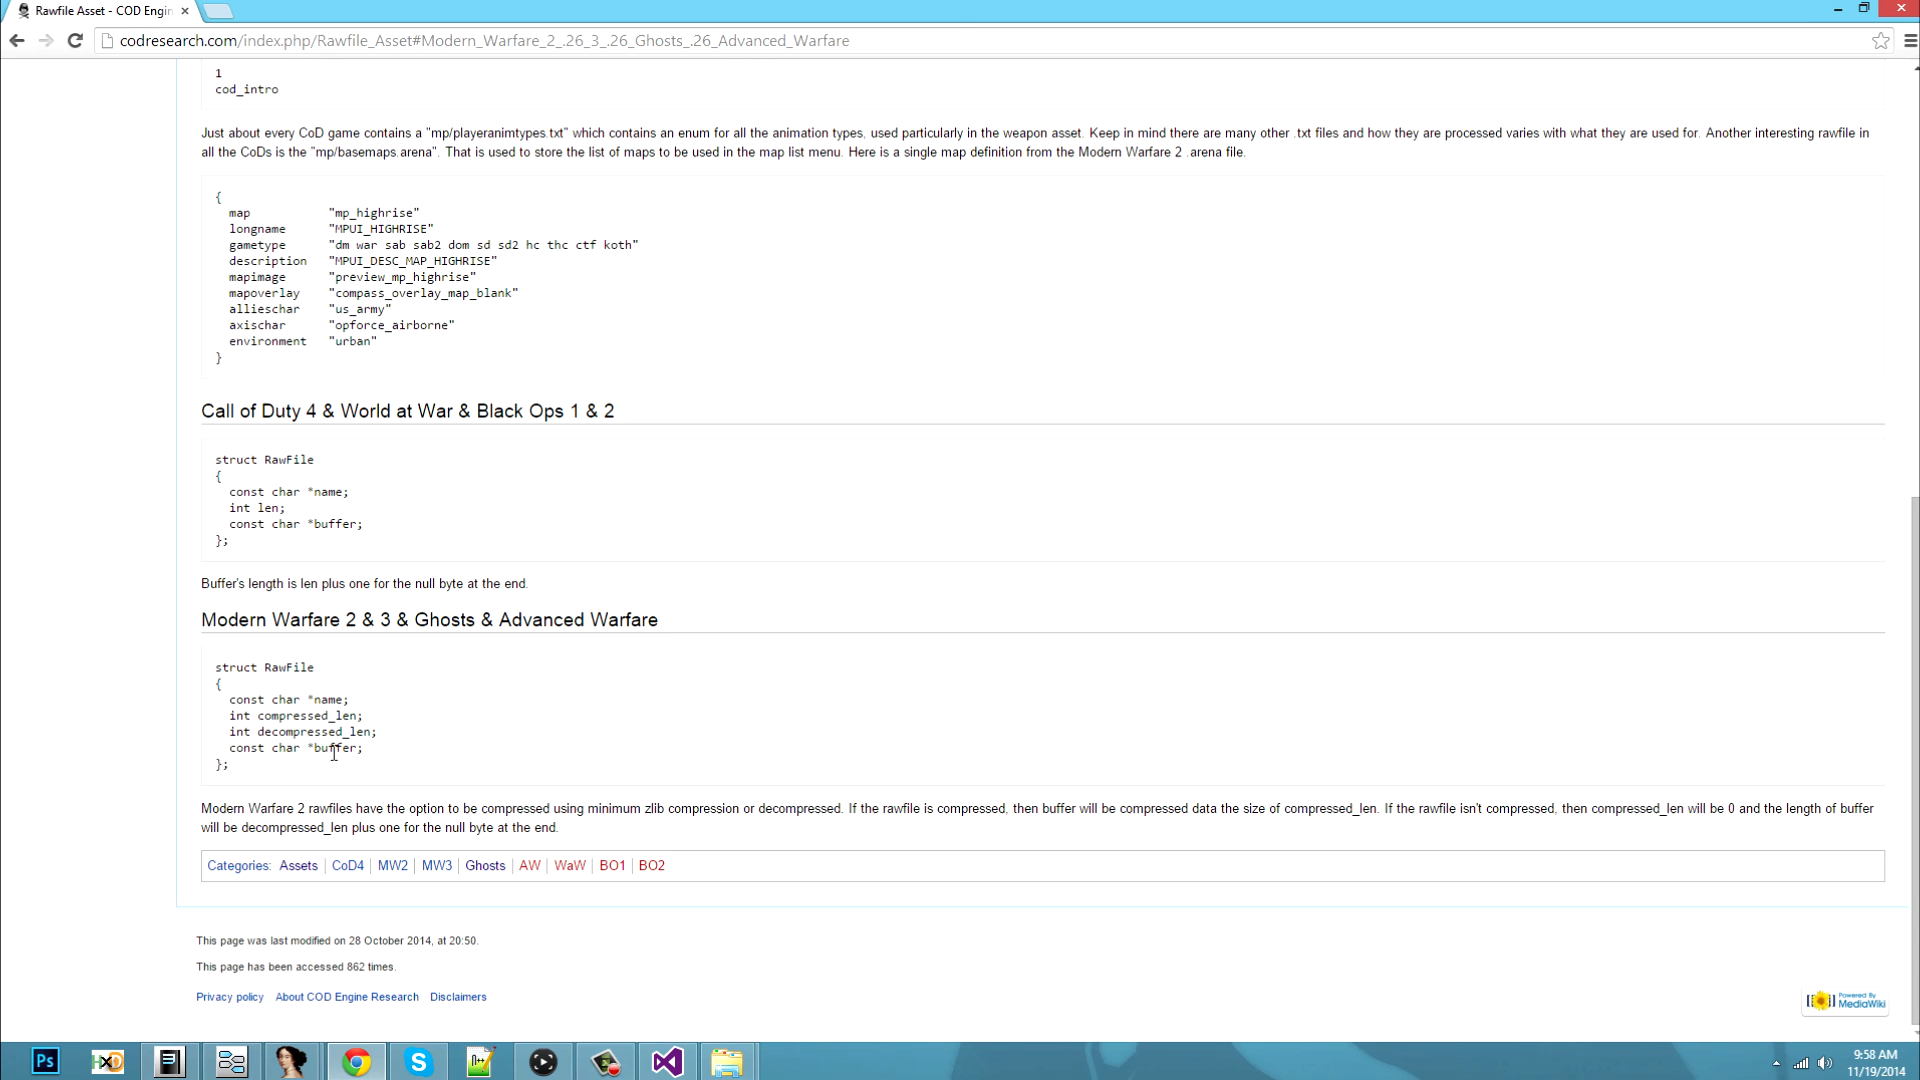 Rawfile Asset - COD Engin
codresearch.com/index.php/Rawfile_Asset#Modern_Warfare_2_.26_3_.26_Ghosts_.26_Advanced_Warfare
1
cod_intro
Just about every CoD game contains a "mp/playeranimtypes.txt" which contains an enum for all the animation types, used particularly in the weapon asset. Keep in mind there are many other .txt files and how they are processed varies with what they are used for. Another interesting rawfile in
all the CoDs is the "mp/basemaps.arena". That is used to store the list of maps to be used in the map list menu. Here is a single map definition from the Modern Warfare 2 .arena file.
{
map "mp_highrise"
longname "MPUI_HIGHRISE"
gametype "dm war sab sab2 dom sd sd2 hc thc ctf koth"
description "MPUI_DESC_MAP_HIGHRISE"
mapimage "preview_mp_highrise"
mapoverlay "compass_overlay_map_blank"
allieschar "us_army"
axischar "opforce_airborne"
environment "urban"
}
Call of Duty 4 & World at War & Black Ops 1 & 2
struct RawFile
{
const char *name;
int len;
const char *buffer;
};
Buffer's length is len plus one for the null byte at the end.
Modern Warfare 2 & 3 & Ghosts & Advanced Warfare
struct RawFile
{
const char *name;
int compressed_len;
int decompressed_len;
const char *buffer;
};
Modern Warfare 2 rawfiles have the option to be compressed using minimum zlib compression or decompressed. If the rawfile is compressed, then buffer will be compressed data the size of compressed_len. If the rawfile isn't compressed, then compressed_len will be 0 and the length of buffer
will be decompressed_len plus one for the null byte at the end.
Categories: Assets | CoD4 | MW2 | MW3 | Ghosts | AW | WaW | BO1 | BO2
This page was last modified on 28 October 2014, at 20:50.
This page has been accessed 862 times.
Privacy policy About COD Engine Research Disclaimers
Powered By
MediaWiki
Ps
9:58 AM
11/19/2014